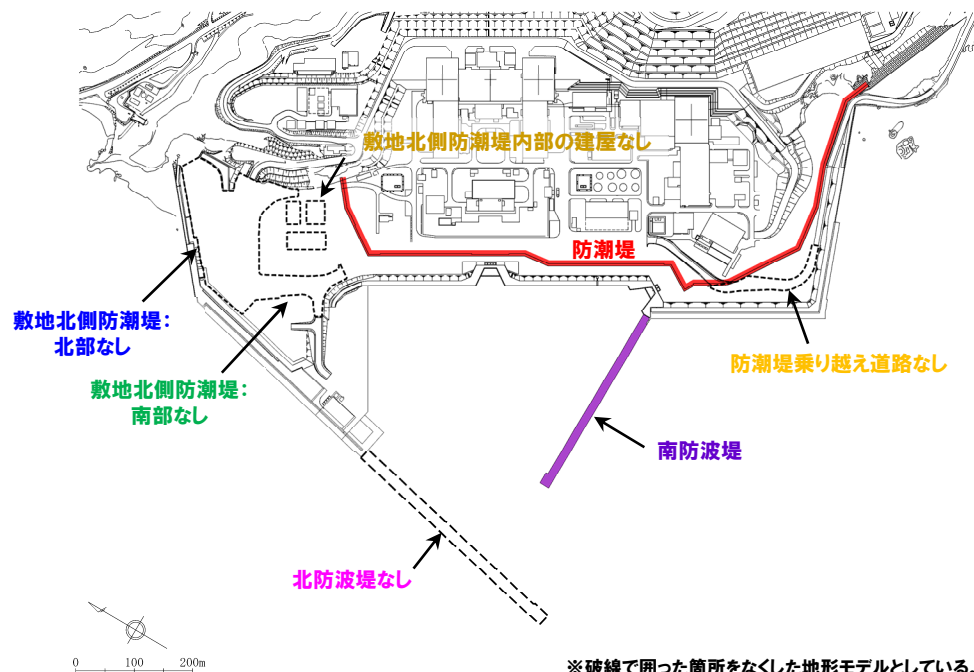 敷地北側防潮堤内部の建屋なし
防潮堤
敷地北側防潮堤：
北部なし
敷地北側防潮堤：
南部なし
防潮堤乗り越え道路なし
南防波堤
北防波堤なし
0 100 200m
※破線で囲った箇所をなくした地形モデルとしている。